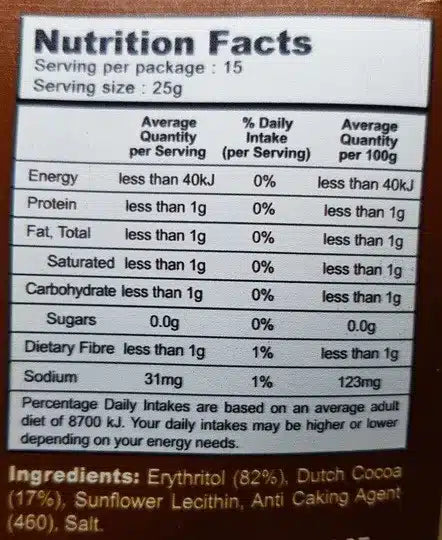 Nutrition Facts
Serving per package : 15
Serving size : 25g
Average Quantity per Serving % Daily Intake (per Serving) Average Quantity per 100g
Energy less than 40kJ 0% less than 40kJ
Protein less than 1g 0% less than 1g
Fat, Total less than 1g 0% less than 1g
Saturated less than 1g 0% less than 1g
Carbohydrate less than 1g 0% less than 1g
Sugars 0.0g 0% 0.0g
Dietary Fibre less than 1g 1% less than 1g
Sodium 31mg 1% 123mg
Percentage Daily Intakes are based on an average adult
diet of 8700 kJ. Your daily intakes may be higher or lower
depending on your energy needs.
Ingredients: Erythritol (82%), Dutch Cocoa
(17%), Sunflower Lecithin, Anti Caking Agent
(460), Salt.